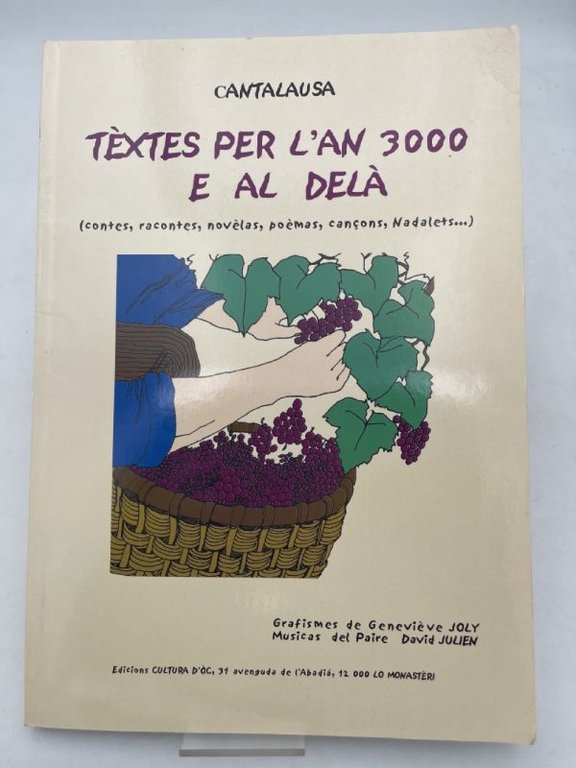 CANTALAUSA
TÈXTES PER L'AN 3000
E AL DELÀ
(contes, racontes, novèlas, poèmas, cançons, Nadalets...)
Grafismes de Geneviève JOLY
Musicas del Paire David JULIEN
Edicions CULTURA D'ÒC, 31 avenguda de l'Abadiá, 12 000 LO MONASTÈRI